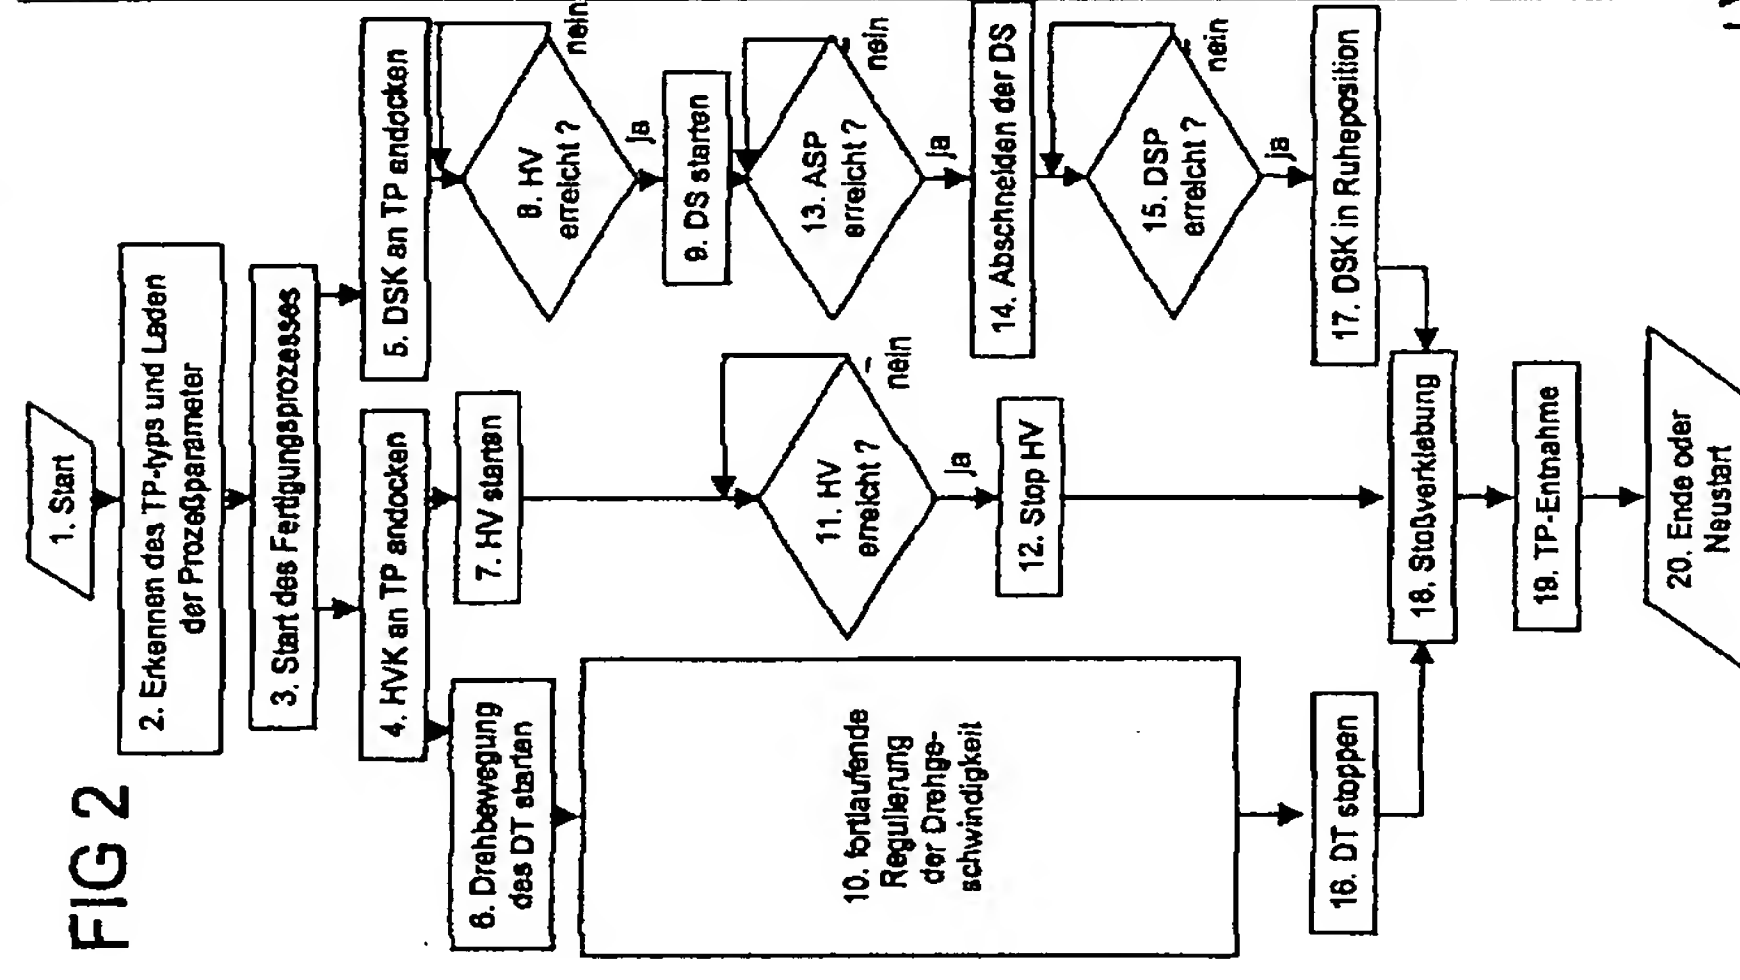 FIG 2
1. Start
2. Erkennen des TP-typs und Laden
der Prozeßparameter
3. Start des Fertigungsprozesses
4. HVK an TP andocken
5. DSK an TP andocken
6. Drehbewegung
des DT starten
7. HV starten
8. HV
erreicht ?
nein
ja
9. DS starten
10. fortlaufende
Regulierung
der Drehge-
schwindigkeit
11. HV
erreicht ?
nein
ja
12. Stop HV
13. ASP
erreicht ?
nein
ja
14. Abschneiden der DS
15. DSP
erreicht ?
nein
ja
16. DT stoppen
17. DSK in Ruheposition
18. Stoßverklebung
19. TP-Entnahme
20. Ende oder
Neustart